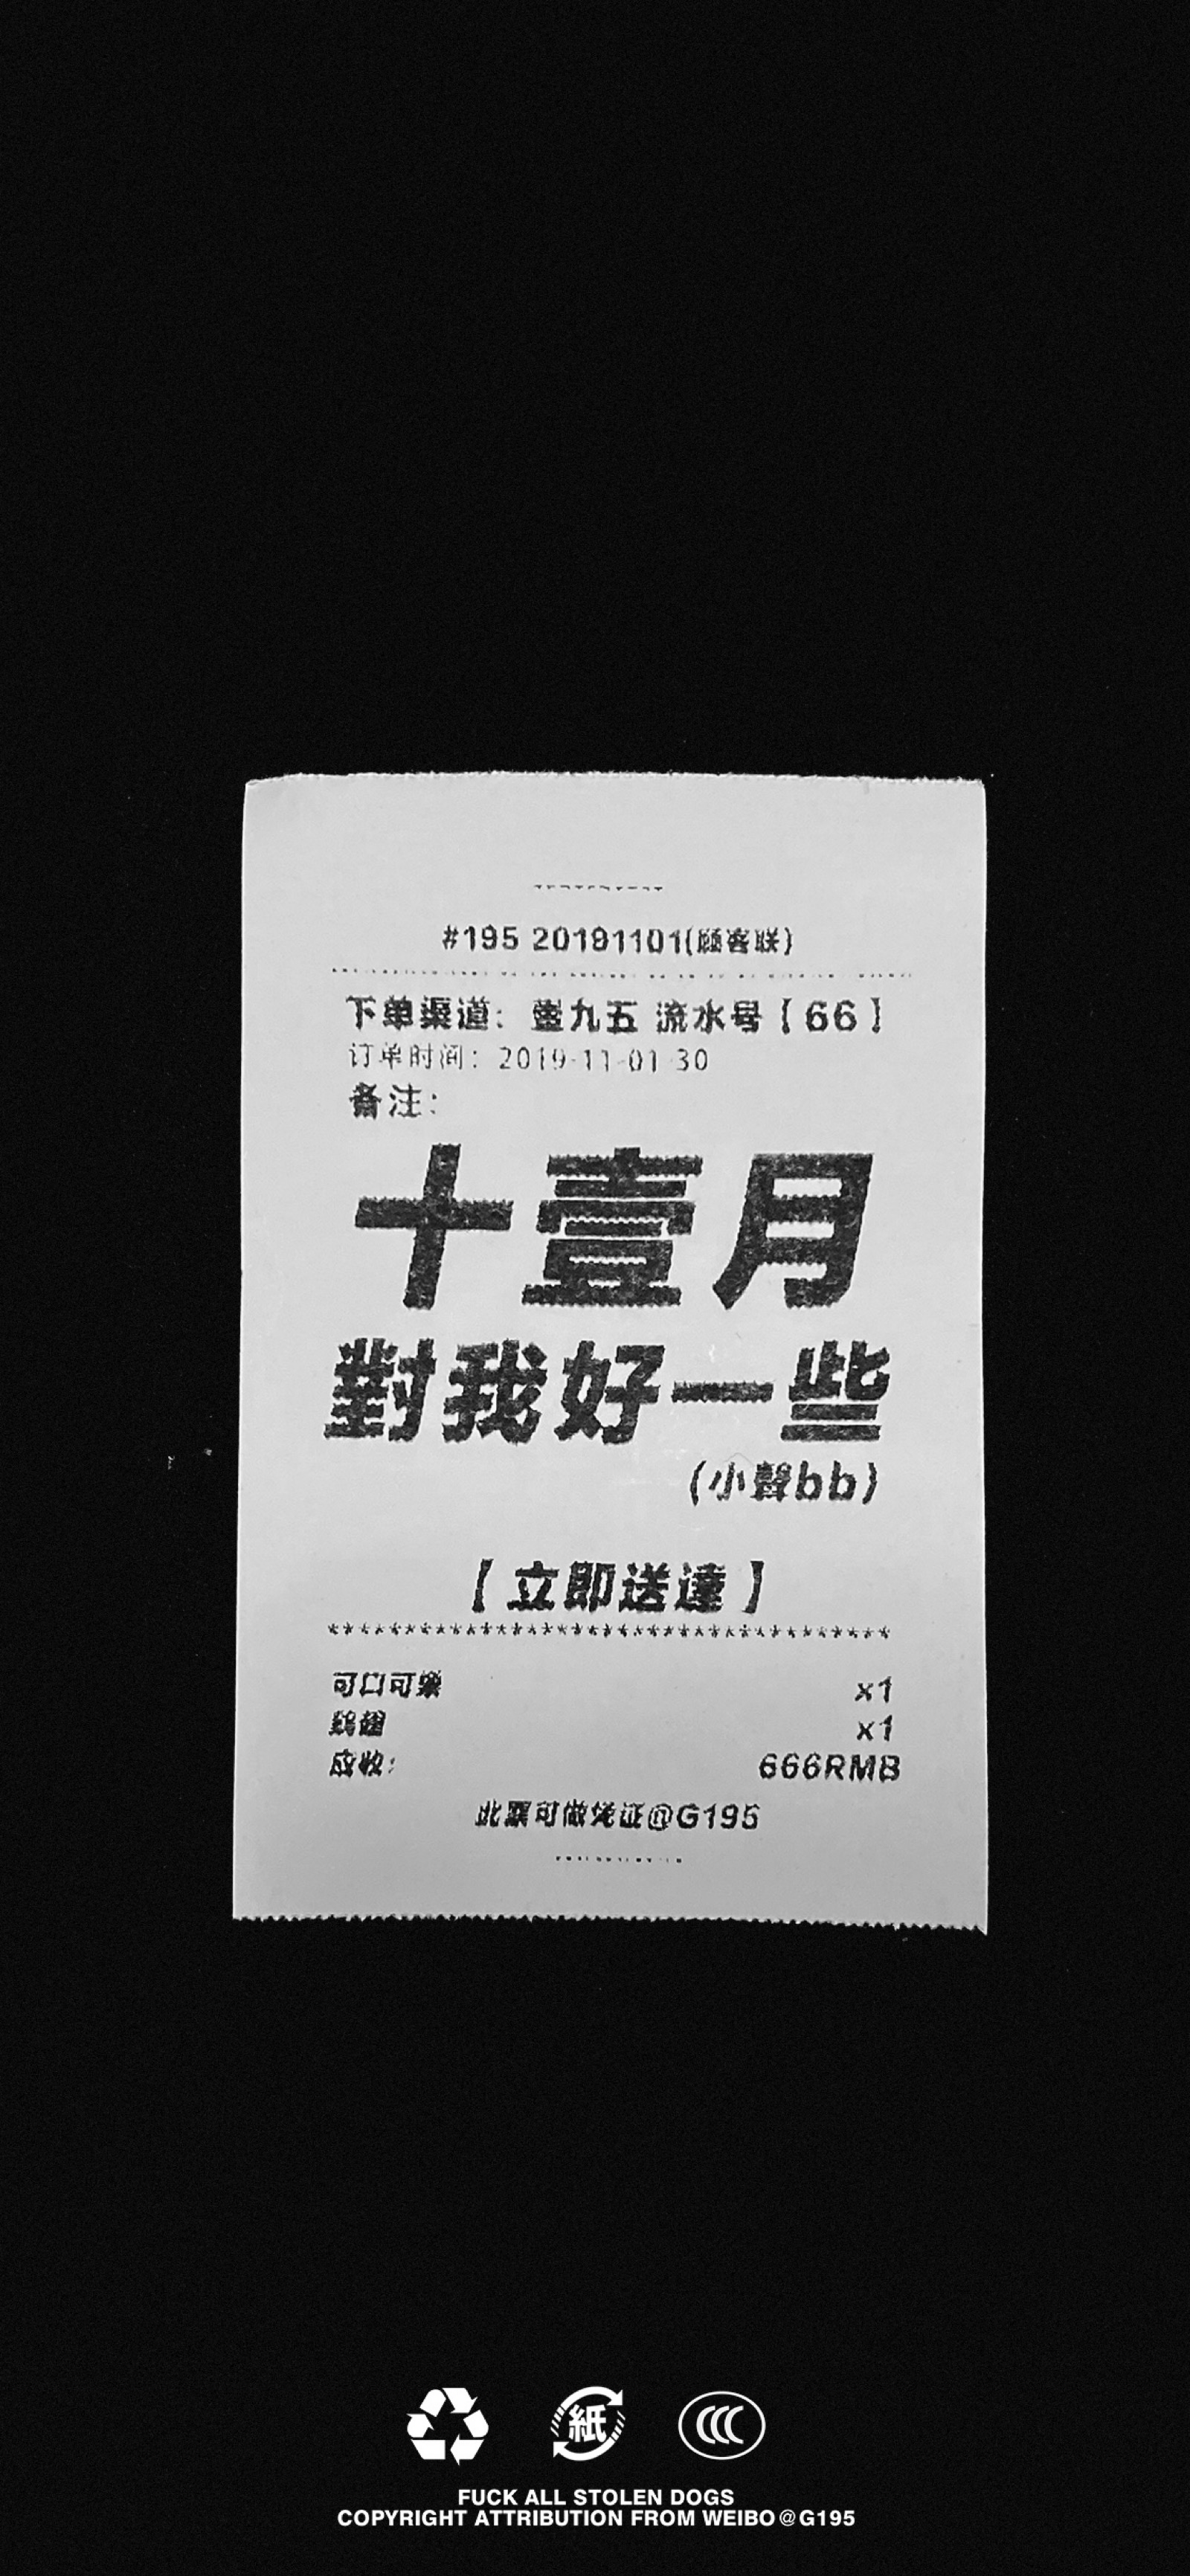 #195 20191101(顾客联)
下单渠道：壹九五 流水号【66】
订单时间：2019-11-01 30
备注：
十壹月
對我好一些
(小聲bb)
【立即送達】
*************************************
可口可樂 x1
鷄翅 x1
应收： 666RMB
此票可做凭证@G195
紙
FUCK ALL STOLEN DOGS
COPYRIGHT ATTRIBUTION FROM WEIBO@G195